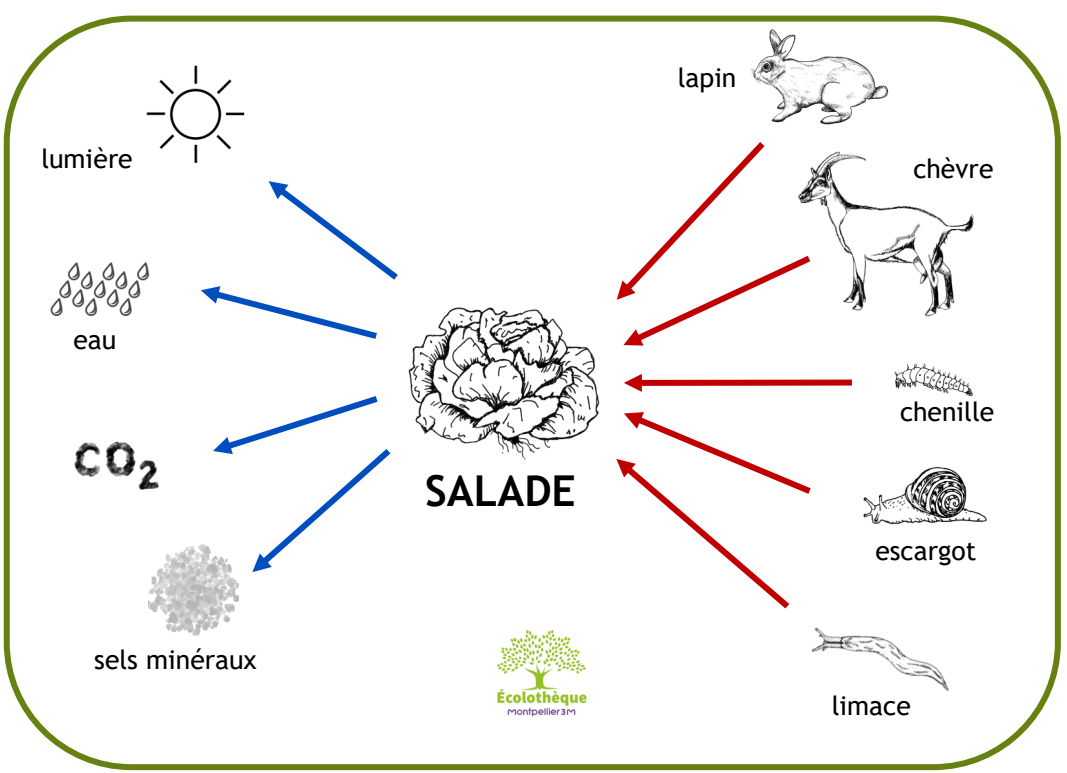 lapin
lumière
chèvre
eau
chenille
CO₂
SALADE
escargot
sels minéraux
Écolothèque
Montpellier3M
limace